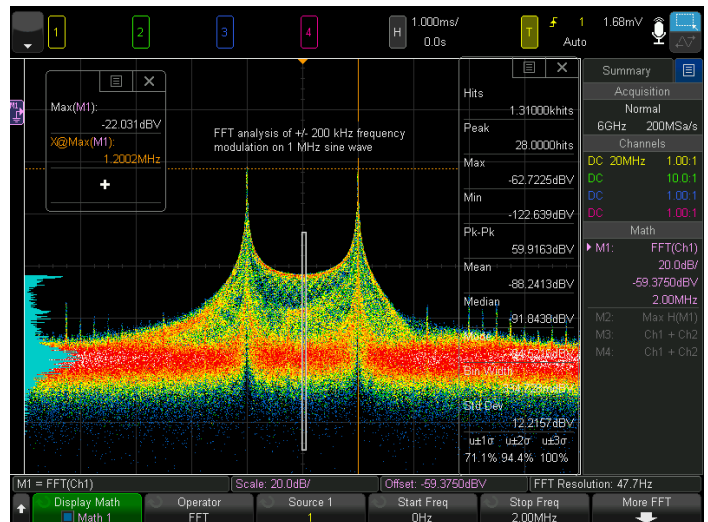 1
2
3
4
H
1.000ms/
0.0s
T
1
1.68mV
Auto
Summary
Acquisition
Normal
6GHz 200MSa/s
Channels
DC 20MHz 1.00:1
DC 10.0:1
DC 1.00:1
DC 1.00:1
Math
M1: FFT(Ch1)
20.0dB/
-59.3750dBV
2.00MHz
M2: Max H(M1)
M3: Ch1 + Ch2
M4: Ch1 + Ch2
M1
Max(M1):
-22.031dBV
X@Max(M1):
1.2002MHz
FFT analysis of +/- 200 kHz frequency
modulation on 1 MHz sine wave
Hits
1.31000khits
Peak
28.0000hits
Max
-62.7225dBV
Min
-122.639dBV
Pk-Pk
59.9163dBV
Mean
-88.2413dBV
Median
-91.8438dBV
Mode
Bin Width
Std Dev
12.2157dBV
u±1σ u±2σ u±3σ
71.1% 94.4% 100%
M1 = FFT(Ch1)
Scale: 20.0dB/
Offset: -59.3750dBV
FFT Resolution: 47.7Hz
Display Math
Math 1
Operator
FFT
Source 1
1
Start Freq
0Hz
Stop Freq
2.00MHz
More FFT